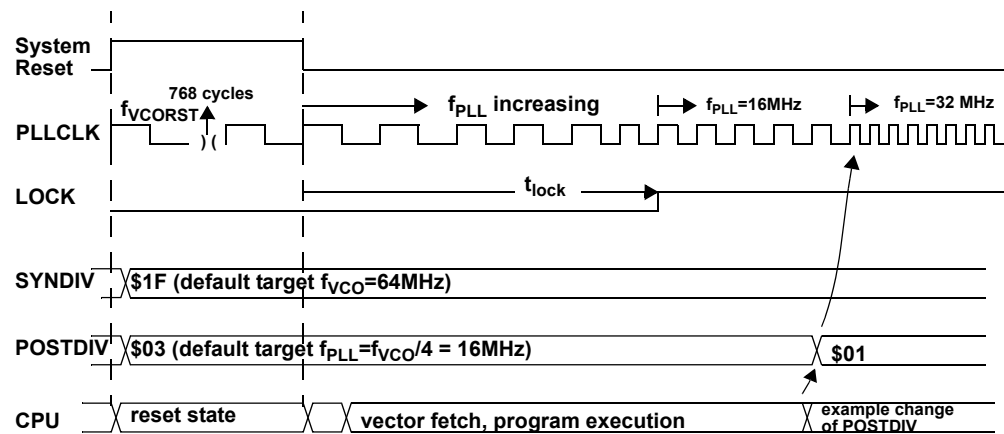 System
Reset
768 cycles
fVCORST
fPLL increasing
fPLL=16MHz
fPLL=32 MHz
PLLCLK
) (
LOCK
tlock
SYNDIV
$1F (default target fVCO=64MHz)
POSTDIV
$03 (default target fPLL=fVCO/4 = 16MHz)
$01
CPU
reset state
vector fetch, program execution
example change
of POSTDIV